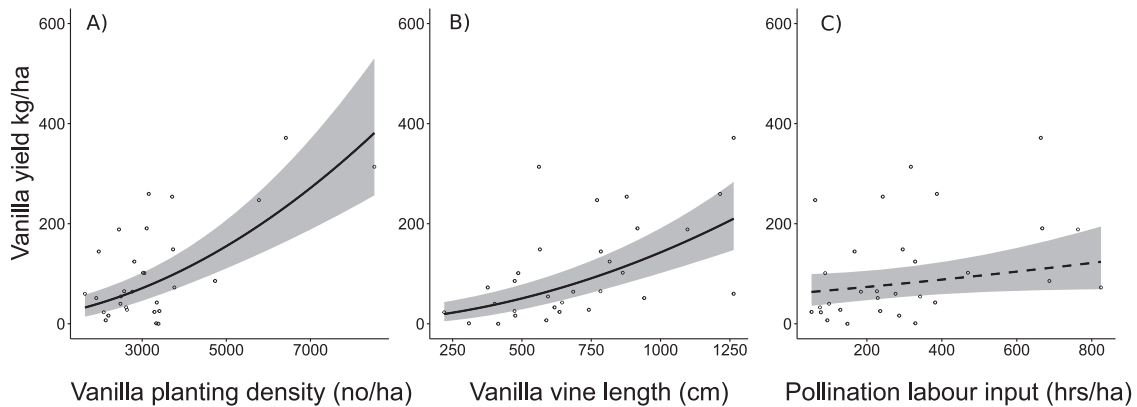 Vanilla yield kg/ha
A)
600
400
200
0
3000 5000 7000
Vanilla planting density (no/ha)
B)
600
400
200
0
250 500 750 1000 1250
Vanilla vine length (cm)
C)
600
400
200
0
200 400 600 800
Pollination labour input (hrs/ha)